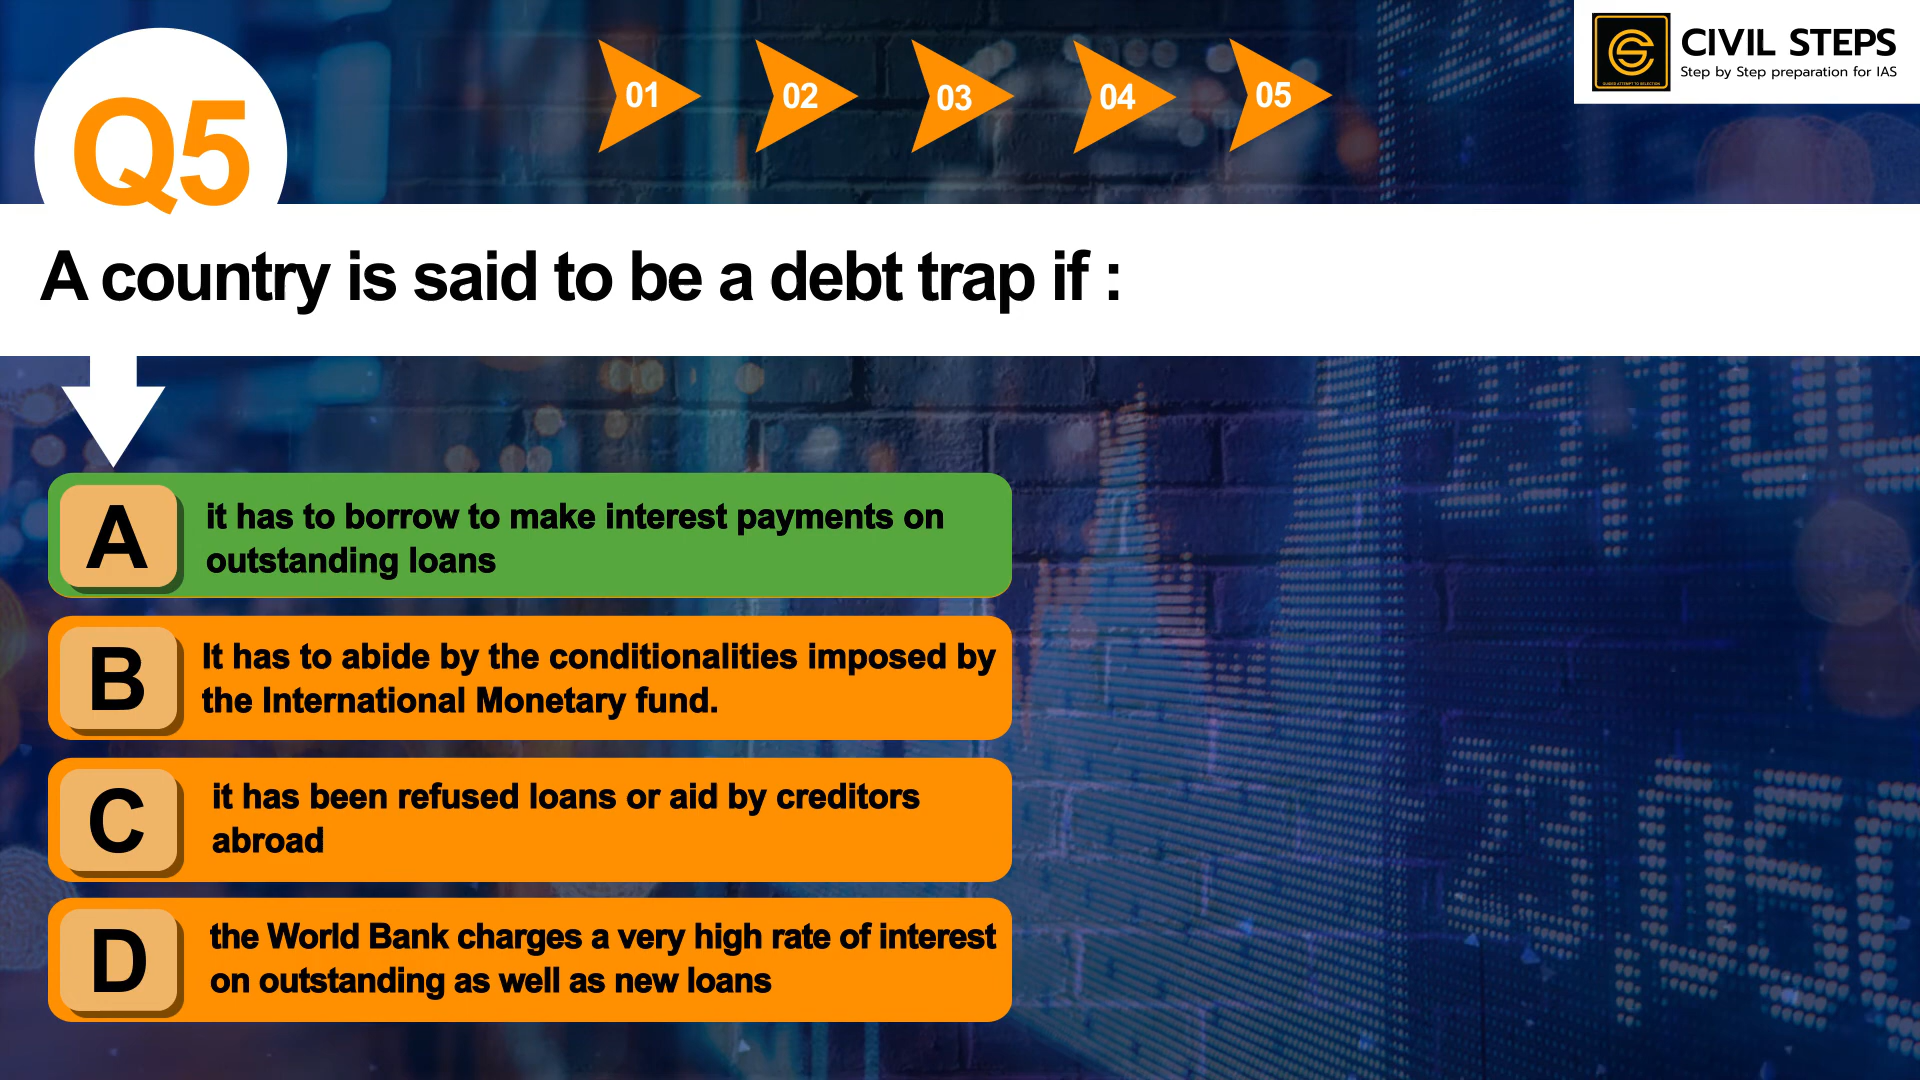 01 02 03 04 05
CIVIL STEPS
Step by Step preparation for IAS
Q5
A country is said to be a debt trap if :
A
it has to borrow to make interest payments on
outstanding loans
B
It has to abide by the conditionalities imposed by
the International Monetary fund.
C
it has been refused loans or aid by creditors
abroad
D
the World Bank charges a very high rate of interest
on outstanding as well as new loans